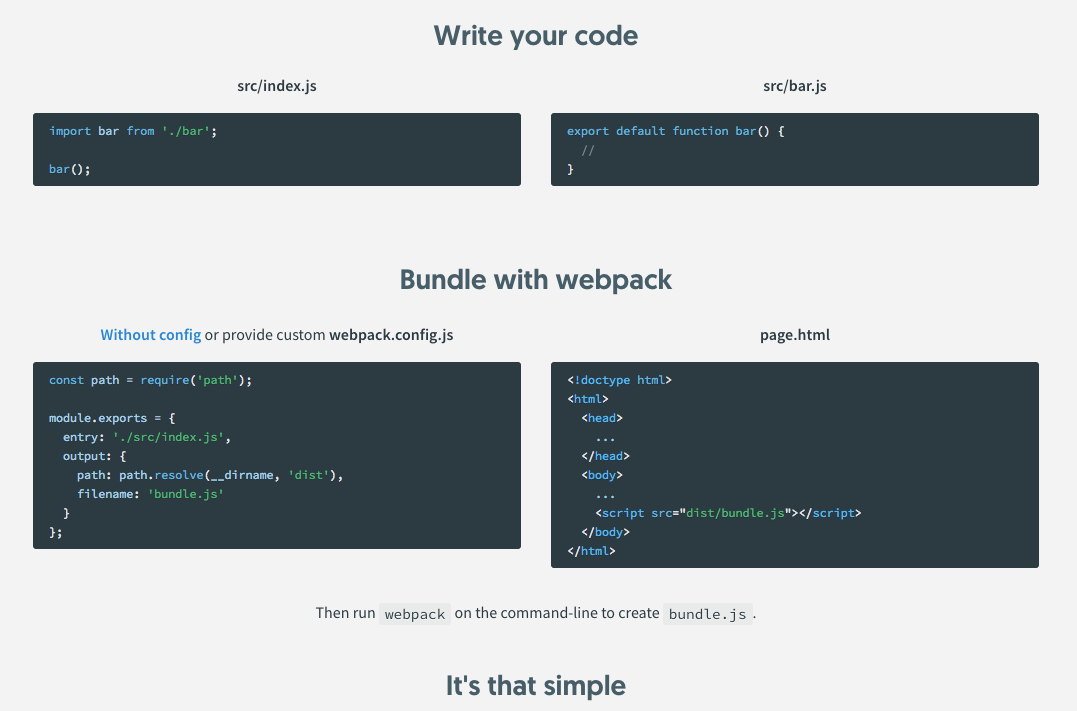 Write your code
src/index.js
import bar from './bar';
bar();
src/bar.js
export default function bar() {
  //
}
Bundle with webpack
Without config or provide custom webpack.config.js
const path = require('path');
module.exports = {
  entry: './src/index.js',
  output: {
    path: path.resolve(__dirname, 'dist'),
    filename: 'bundle.js'
  }
};
page.html
<!doctype html>
<html>
  <head>
    ...
  </head>
  <body>
    ...
    <script src="dist/bundle.js"></script>
  </body>
</html>
Then run webpack on the command-line to create bundle.js.
It's that simple